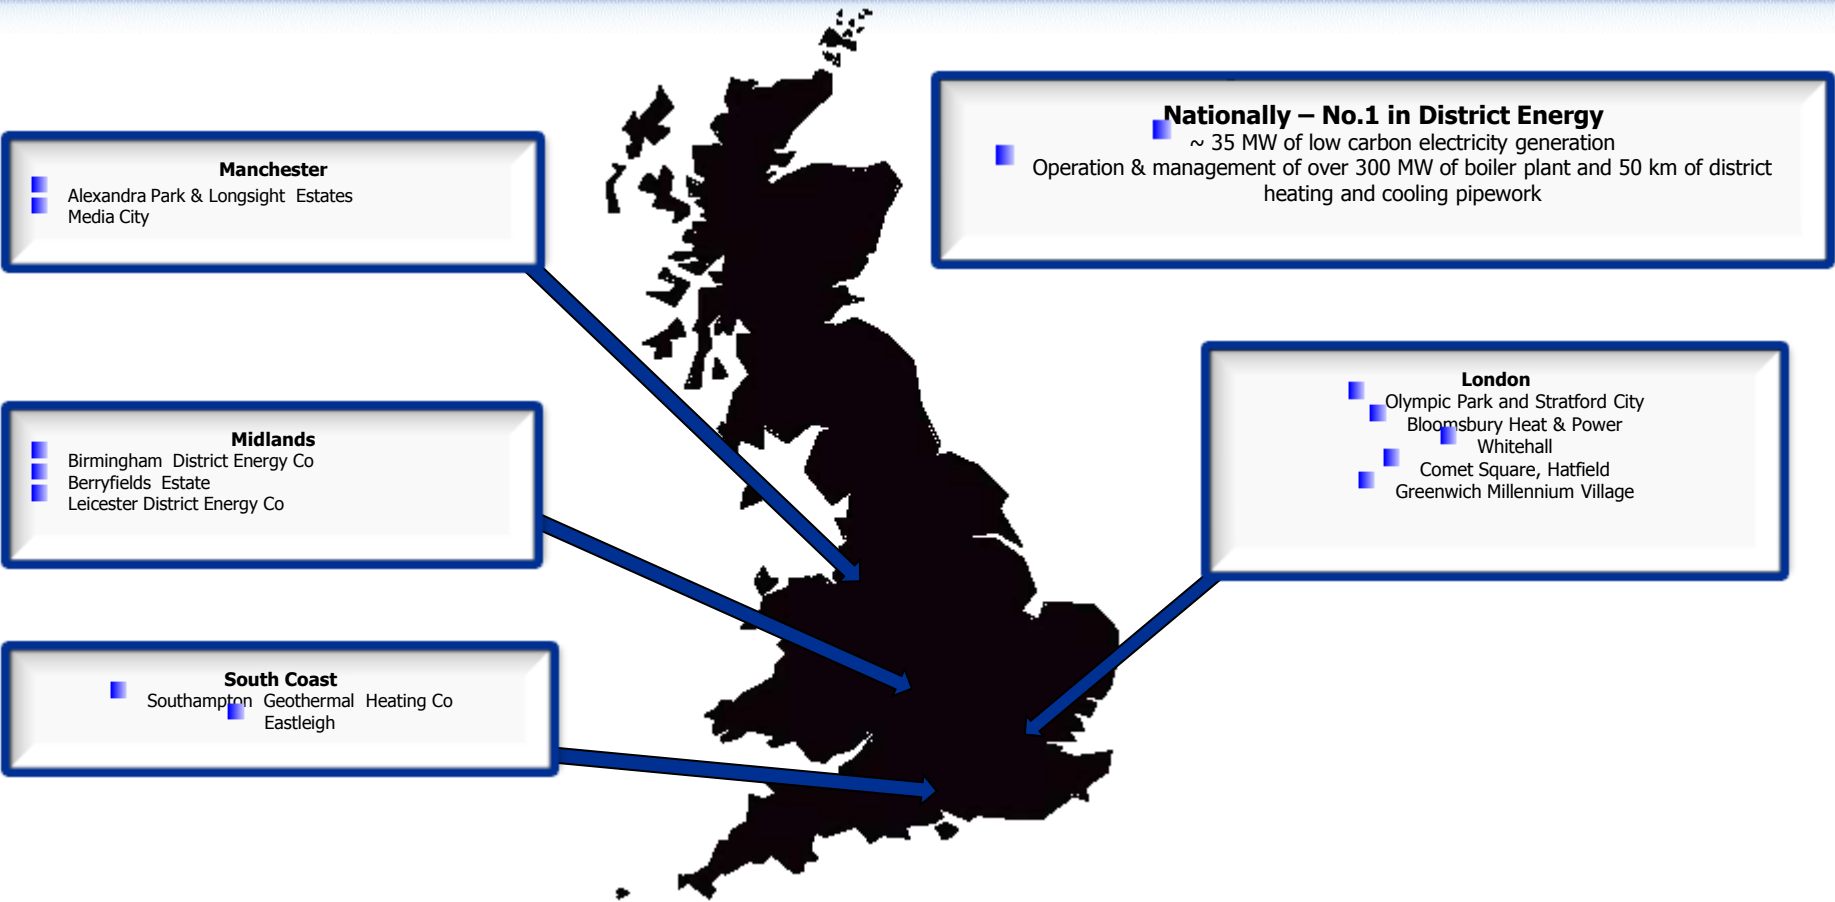 Nationally – No.1 in District Energy
~ 35 MW of low carbon electricity generation
Operation & management of over 300 MW of boiler plant and 50 km of district
heating and cooling pipework
Manchester
Alexandra Park & Longsight Estates
Media City
London
Olympic Park and Stratford City
Bloomsbury Heat & Power
Whitehall
Comet Square, Hatfield
Greenwich Millennium Village
Midlands
Birmingham District Energy Co
Berryfields Estate
Leicester District Energy Co
South Coast
Southampton Geothermal Heating Co
Eastleigh